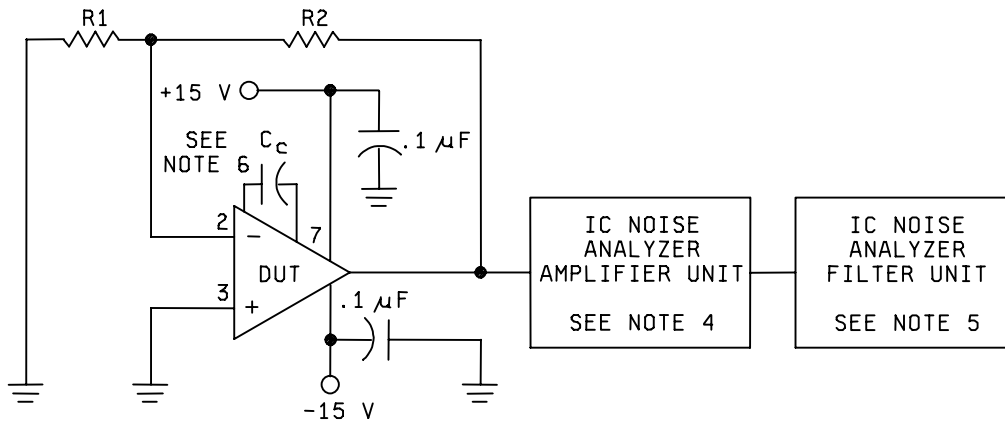 R1
R2
+15 V
SEE
NOTE 6
Cc
.1 µF
2
7
-
DUT
3
+
.1 µF
-15 V
IC NOISE
ANALYZER
AMPLIFIER UNIT
SEE NOTE 4
IC NOISE
ANALYZER
FILTER UNIT
SEE NOTE 5